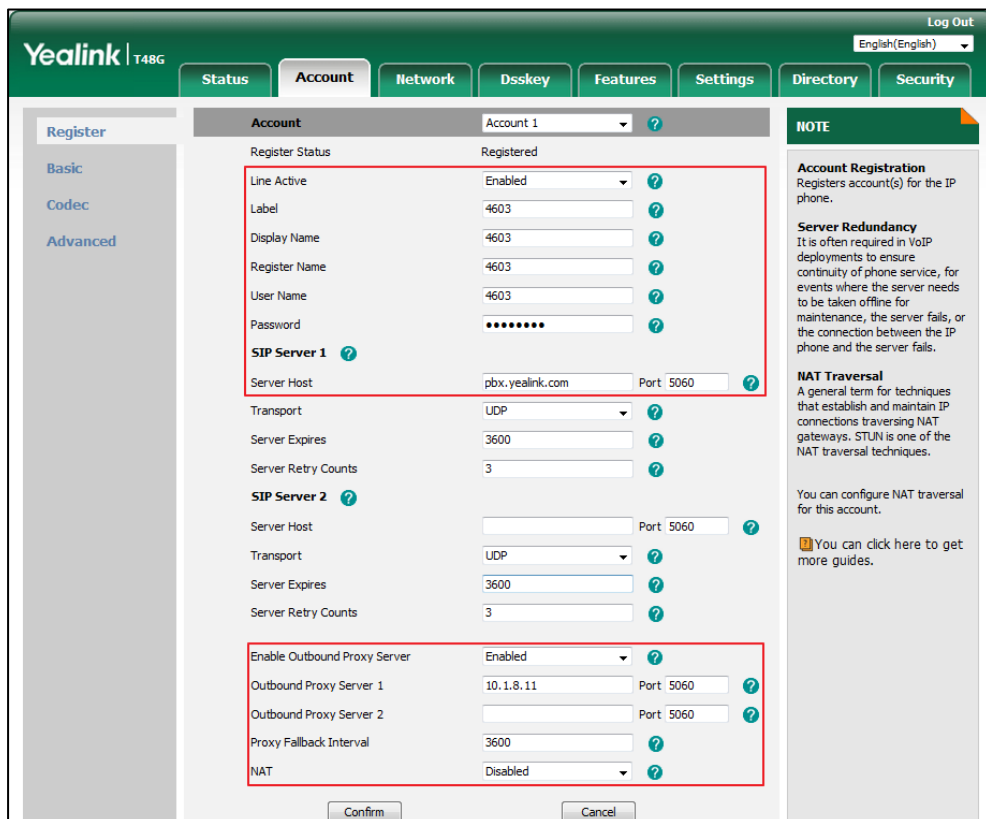 Log Out
Yealink | T48G
English(English)
Status Account Network Dsskey Features Settings Directory Security
Register
Basic
Codec
Advanced
Account Account 1 ?
Register Status Registered
Line Active Enabled ?
Label 4603 ?
Display Name 4603 ?
Register Name 4603 ?
User Name 4603 ?
Password •••••••• ?
SIP Server 1 ?
Server Host pbx.yealink.com Port 5060 ?
Transport UDP ?
Server Expires 3600 ?
Server Retry Counts 3 ?
SIP Server 2 ?
Server Host Port 5060 ?
Transport UDP ?
Server Expires 3600 ?
Server Retry Counts 3 ?
Enable Outbound Proxy Server Enabled ?
Outbound Proxy Server 1 10.1.8.11 Port 5060 ?
Outbound Proxy Server 2 Port 5060 ?
Proxy Fallback Interval 3600 ?
NAT Disabled ?
Confirm Cancel
NOTE
Account Registration
Registers account(s) for the IP
phone.
Server Redundancy
It is often required in VoIP
deployments to ensure
continuity of phone service, for
events where the server needs
to be taken offline for
maintenance, the server fails, or
the connection between the IP
phone and the server fails.
NAT Traversal
A general term for techniques
that establish and maintain IP
connections traversing NAT
gateways. STUN is one of the
NAT traversal techniques.
You can configure NAT traversal
for this account.
? You can click here to get
more guides.